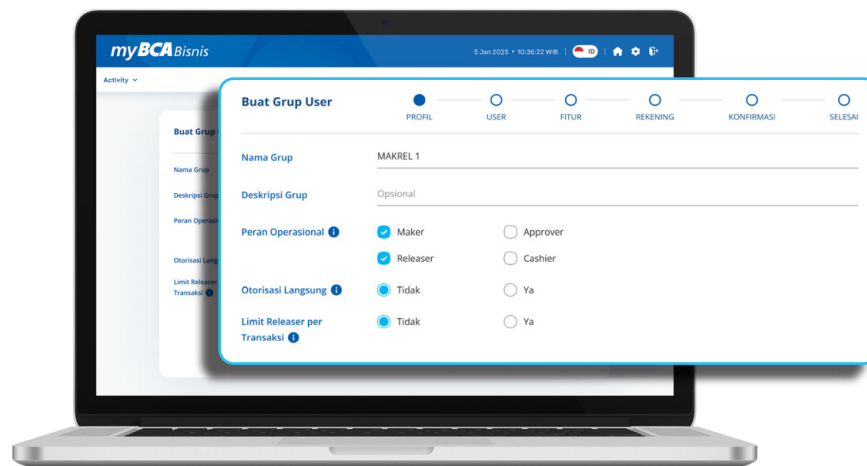 myBCA Bisnis
5 Jan 2025 • 10:36:22 WIB | ID
Activity
Buat Grup
Nama Grup
Deskripsi Grup
Peran Operasi
Otorisasi Lang
Limit Releaser
Transaksi
Buat Grup User
PROFIL USER FITUR REKENING KONFIRMASI SELESAI
Nama Grup MAKREL 1
Deskripsi Grup Opsional
Peran Operasional Maker Approver
Releaser Cashier
Otorisasi Langsung Tidak Ya
Limit Releaser per Tidak Ya
Transaksi